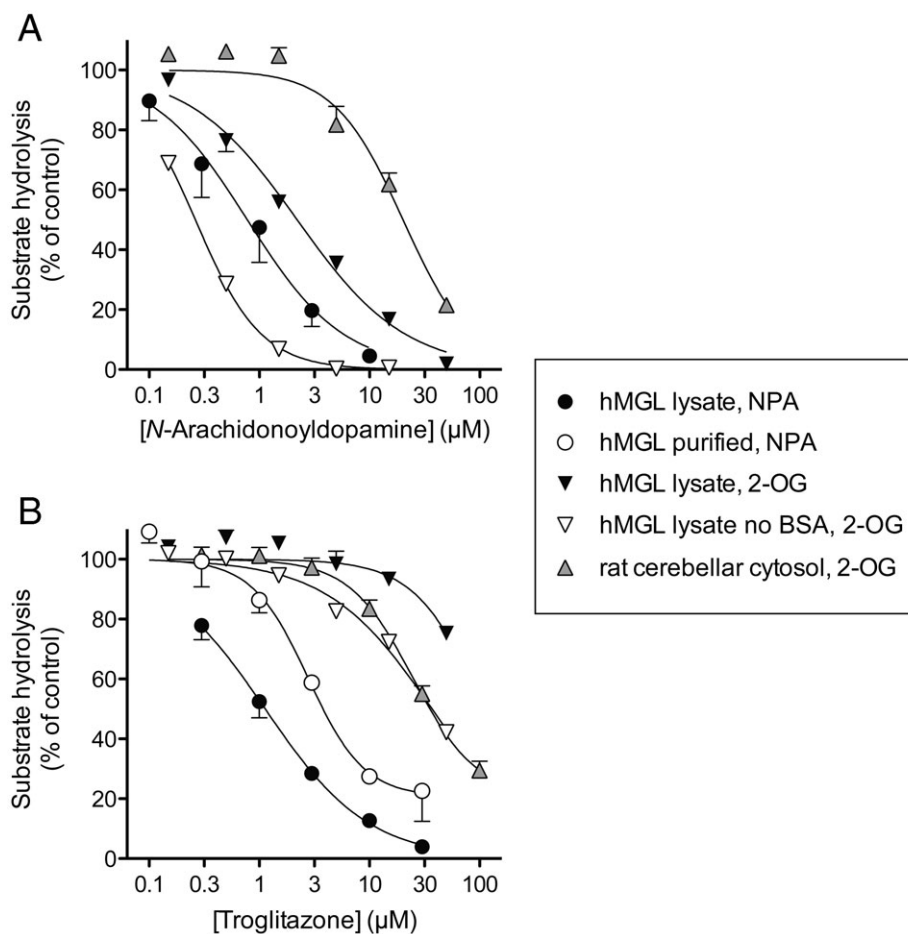 A
Substrate hydrolysis
(% of control)
100
80
60
40
20
0
0.1 0.3 1 3 10 30 100
[N-Arachidonoyldopamine] (µM)
B
Substrate hydrolysis
(% of control)
100
80
60
40
20
0
0.1 0.3 1 3 10 30 100
[Troglitazone] (µM)
hMGL lysate, NPA
hMGL purified, NPA
hMGL lysate, 2-OG
hMGL lysate no BSA, 2-OG
rat cerebellar cytosol, 2-OG